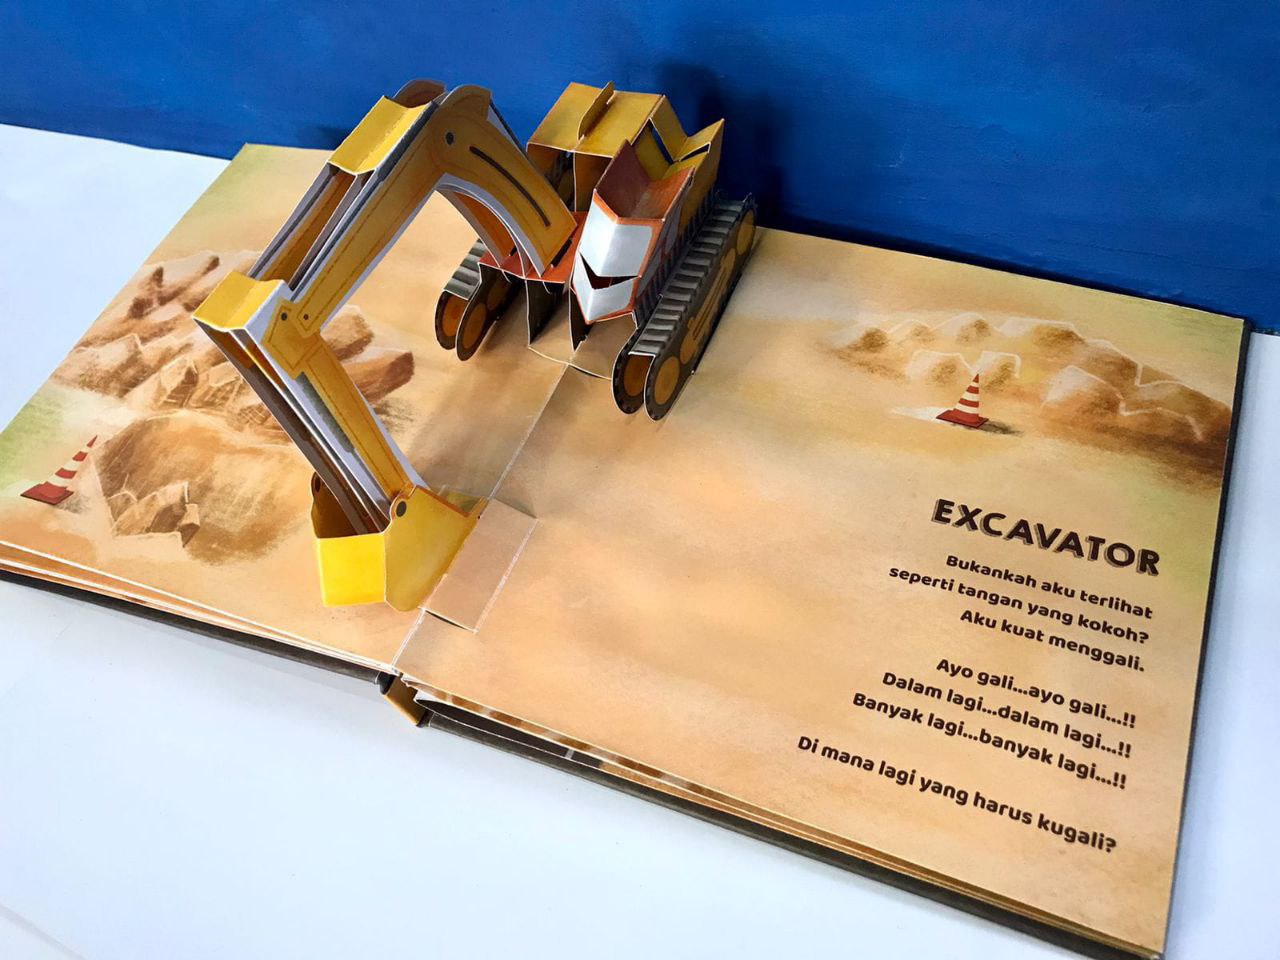 EXCAVATOR
Bukankah aku terlihat
seperti tangan yang kokoh?
Aku kuat menggali.
Ayo gali...ayo gali...!!
Dalam lagi...dalam lagi...!!
Banyak lagi...banyak lagi...!!
Di mana lagi yang harus kugali?